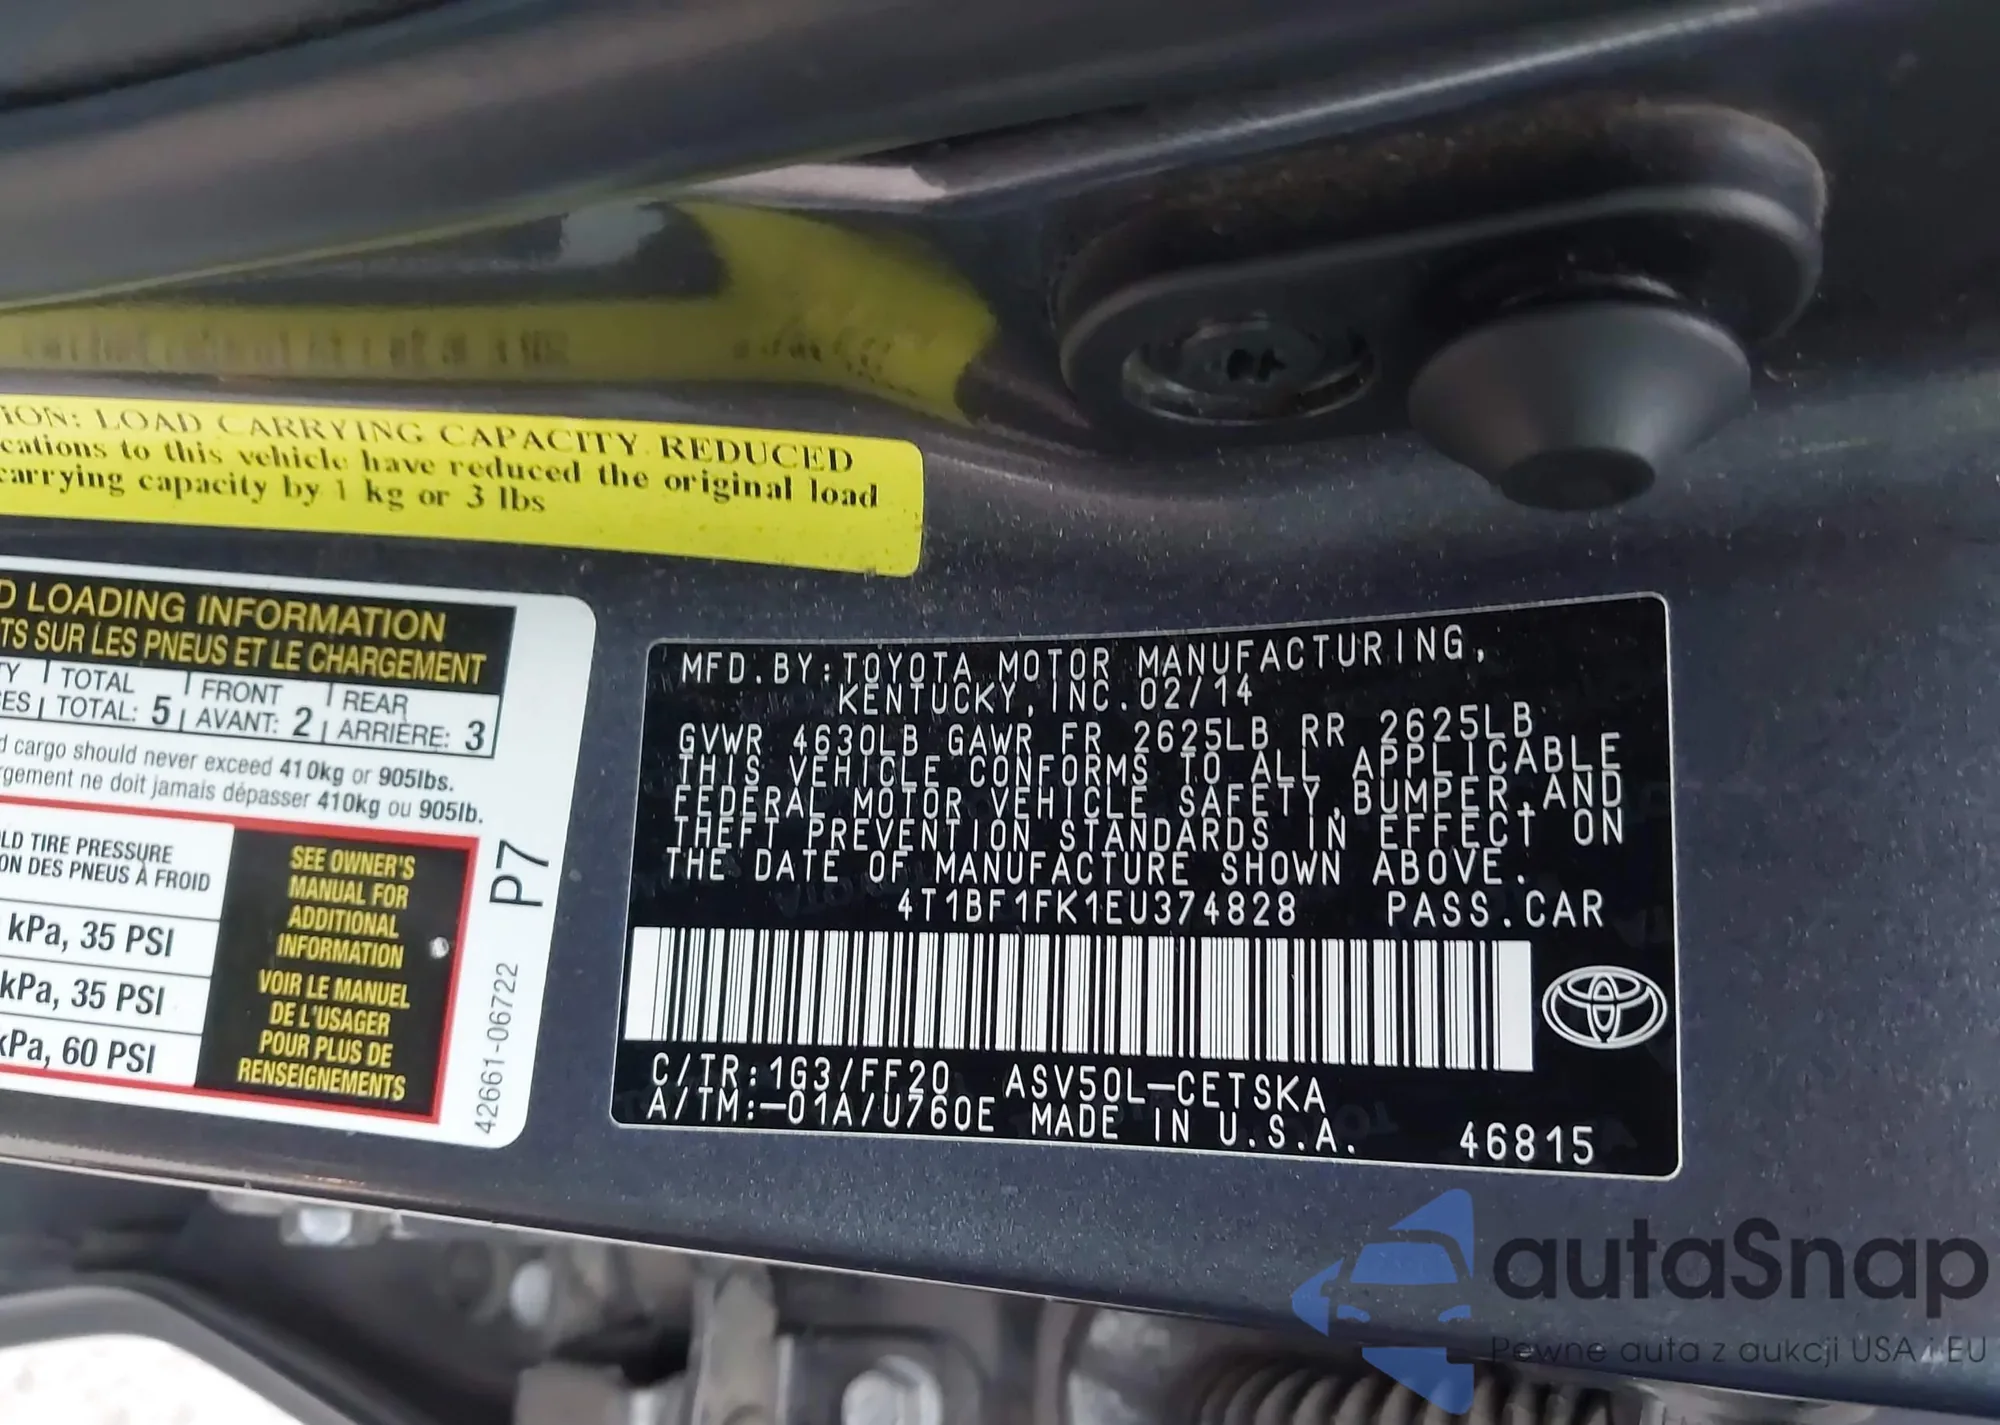 ION: LOAD CARRYING CAPACITY REDUCED
cations to this vehicle have reduced the original load
carrying capacity by 1 kg or 3 lbs
D LOADING INFORMATION
TS SUR LES PNEUS ET LE CHARGEMENT
TY TOTAL FRONT REAR
ES TOTAL: 5 AVANT: 2 ARRIÈRE: 3
d cargo should never exceed 410kg or 905lbs.
rgement ne doit jamais dépasser 410kg ou 905lb.
LD TIRE PRESSURE
ON DES PNEUS À FROID
kPa, 35 PSI
kPa, 35 PSI
kPa, 60 PSI
SEE OWNER'S
MANUAL FOR
ADDITIONAL
INFORMATION
VOIR LE MANUEL
DE L'USAGER
POUR PLUS DE
RENSEIGNEMENTS
P7
42661-06722
MFD.BY:TOYOTA MOTOR MANUFACTURING,
KENTUCKY, INC.02/14
GVWR 4630LB GAWR FR 2625LB RR 2625LB
THIS VEHICLE CONFORMS TO ALL APPLICABLE
FEDERAL MOTOR VEHICLE SAFETY,BUMPER,AND
THEFT PREVENTION STANDARDS IN EFFECT ON
THE DATE OF MANUFACTURE SHOWN ABOVE.
4T1BF1FK1EU374828 PASS.CAR
C/TR:1G3/FF20 ASV50L-CETSKA
A/TM:-01A/U760E MADE IN U.S.A. 46815
autaSnap
Pewne auta z aukcji USA i EU